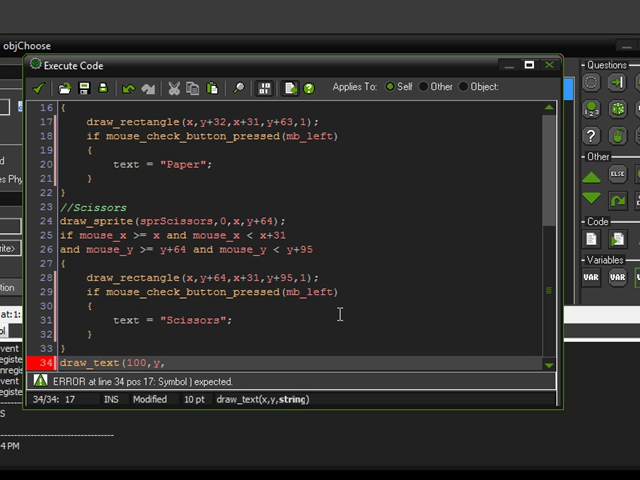 objChoose
Execute Code
Applies To: Self Other Object:
16 {
17 draw_rectangle(x,y+32,x+31,y+63,1);
18 if mouse_check_button_pressed(mb_left)
19 {
20 text = "Paper";
21 }
22 }
23 //Scissors
24 draw_sprite(sprScissors,0,x,y+64);
25 if mouse_x >= x and mouse_x < x+31
26 and mouse_y >= y+64 and mouse_y < y+95
27 {
28 draw_rectangle(x,y+64,x+31,y+95,1);
29 if mouse_check_button_pressed(mb_left)
30 {
31 text = "Scissors";
32 }
33 }
34 draw_text(100,y,
ERROR at line 34 pos 17: Symbol ) expected.
34/34: 17 INS Modified 10 pt draw_text(x,y,string)
Questions
Other
ELSE
Code
Variables
VAR VAR VAR
4 PM